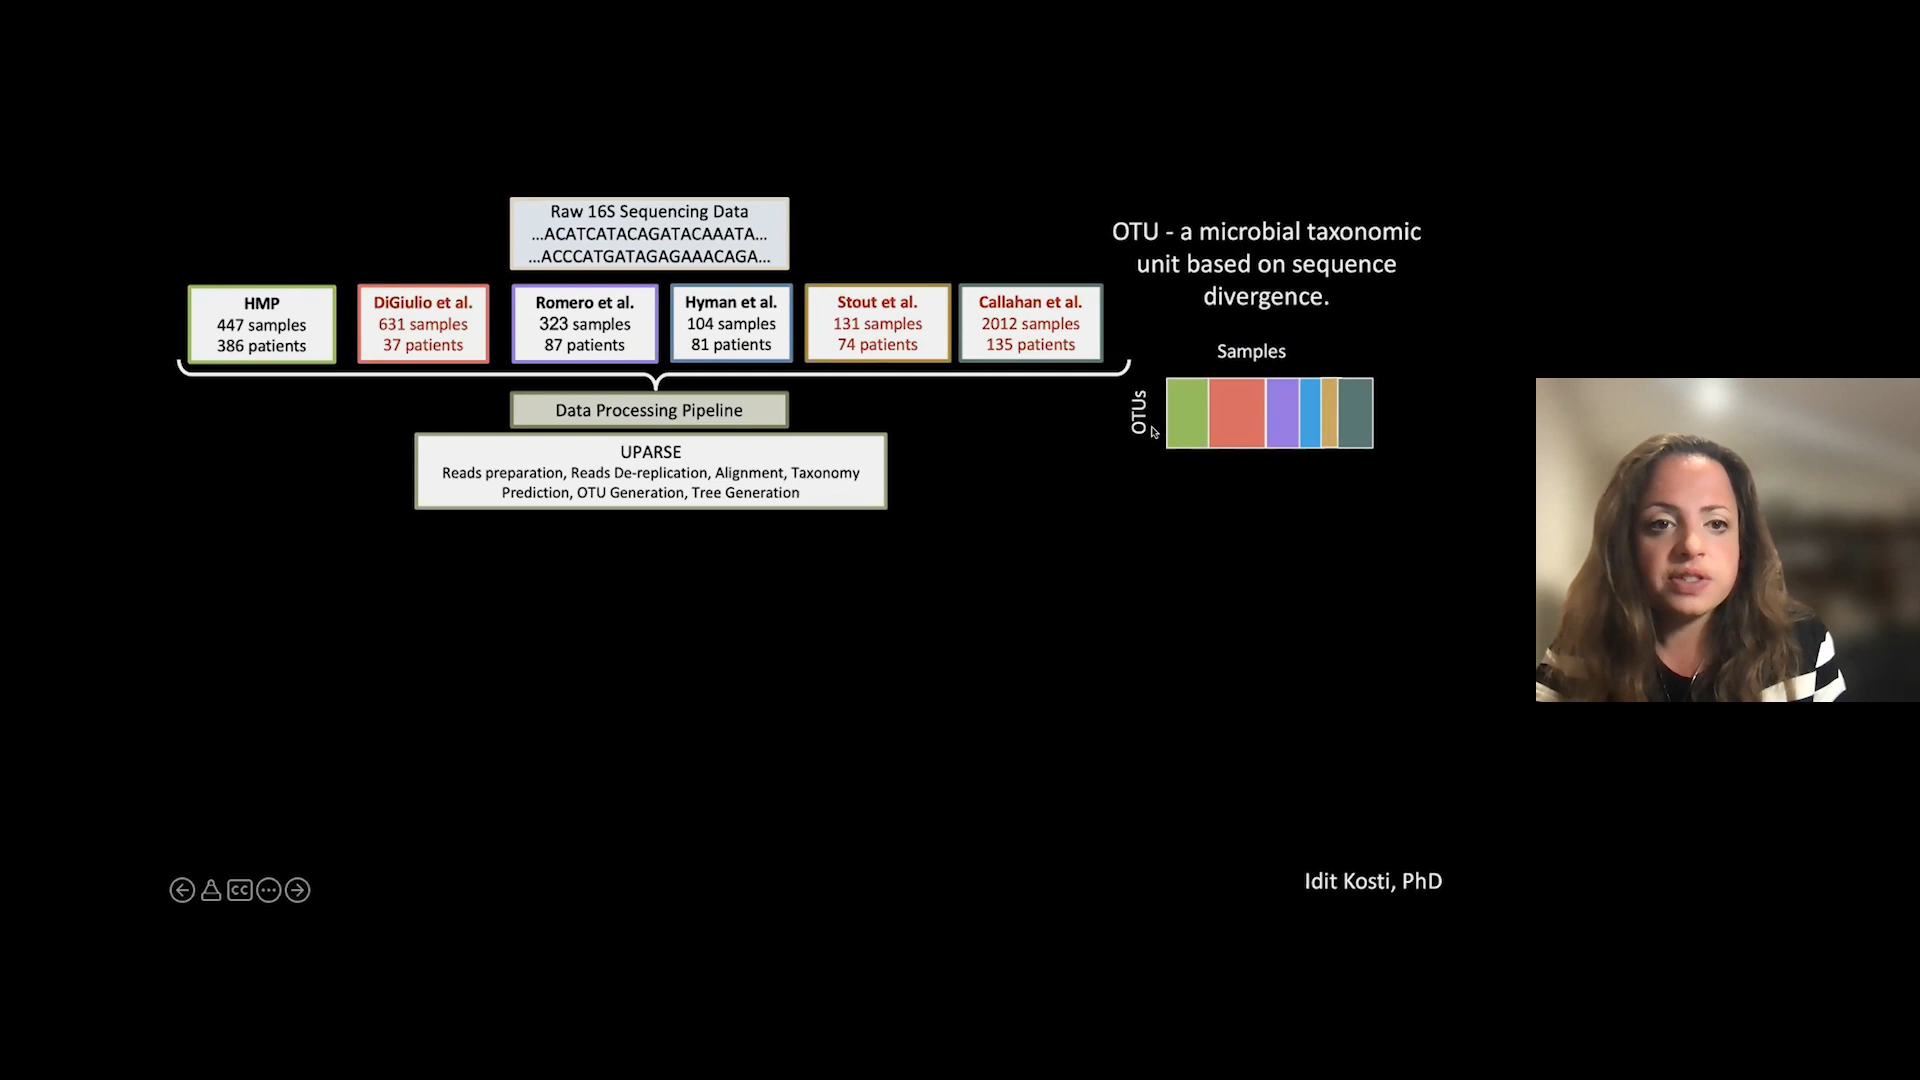 Raw 16S Sequencing Data
...ACATCATACAGATACAAATA...
...ACCCATGATAGAGAAACAGA...
HMP
447 samples
386 patients
DiGiulio et al.
631 samples
37 patients
Romero et al.
323 samples
87 patients
Hyman et al.
104 samples
81 patients
Stout et al.
131 samples
74 patients
Callahan et al.
2012 samples
135 patients
Data Processing Pipeline
UPARSE
Reads preparation, Reads De-replication, Alignment, Taxonomy
Prediction, OTU Generation, Tree Generation
OTU - a microbial taxonomic
unit based on sequence
divergence.
Samples
OTUs
CC
Idit Kosti, PhD